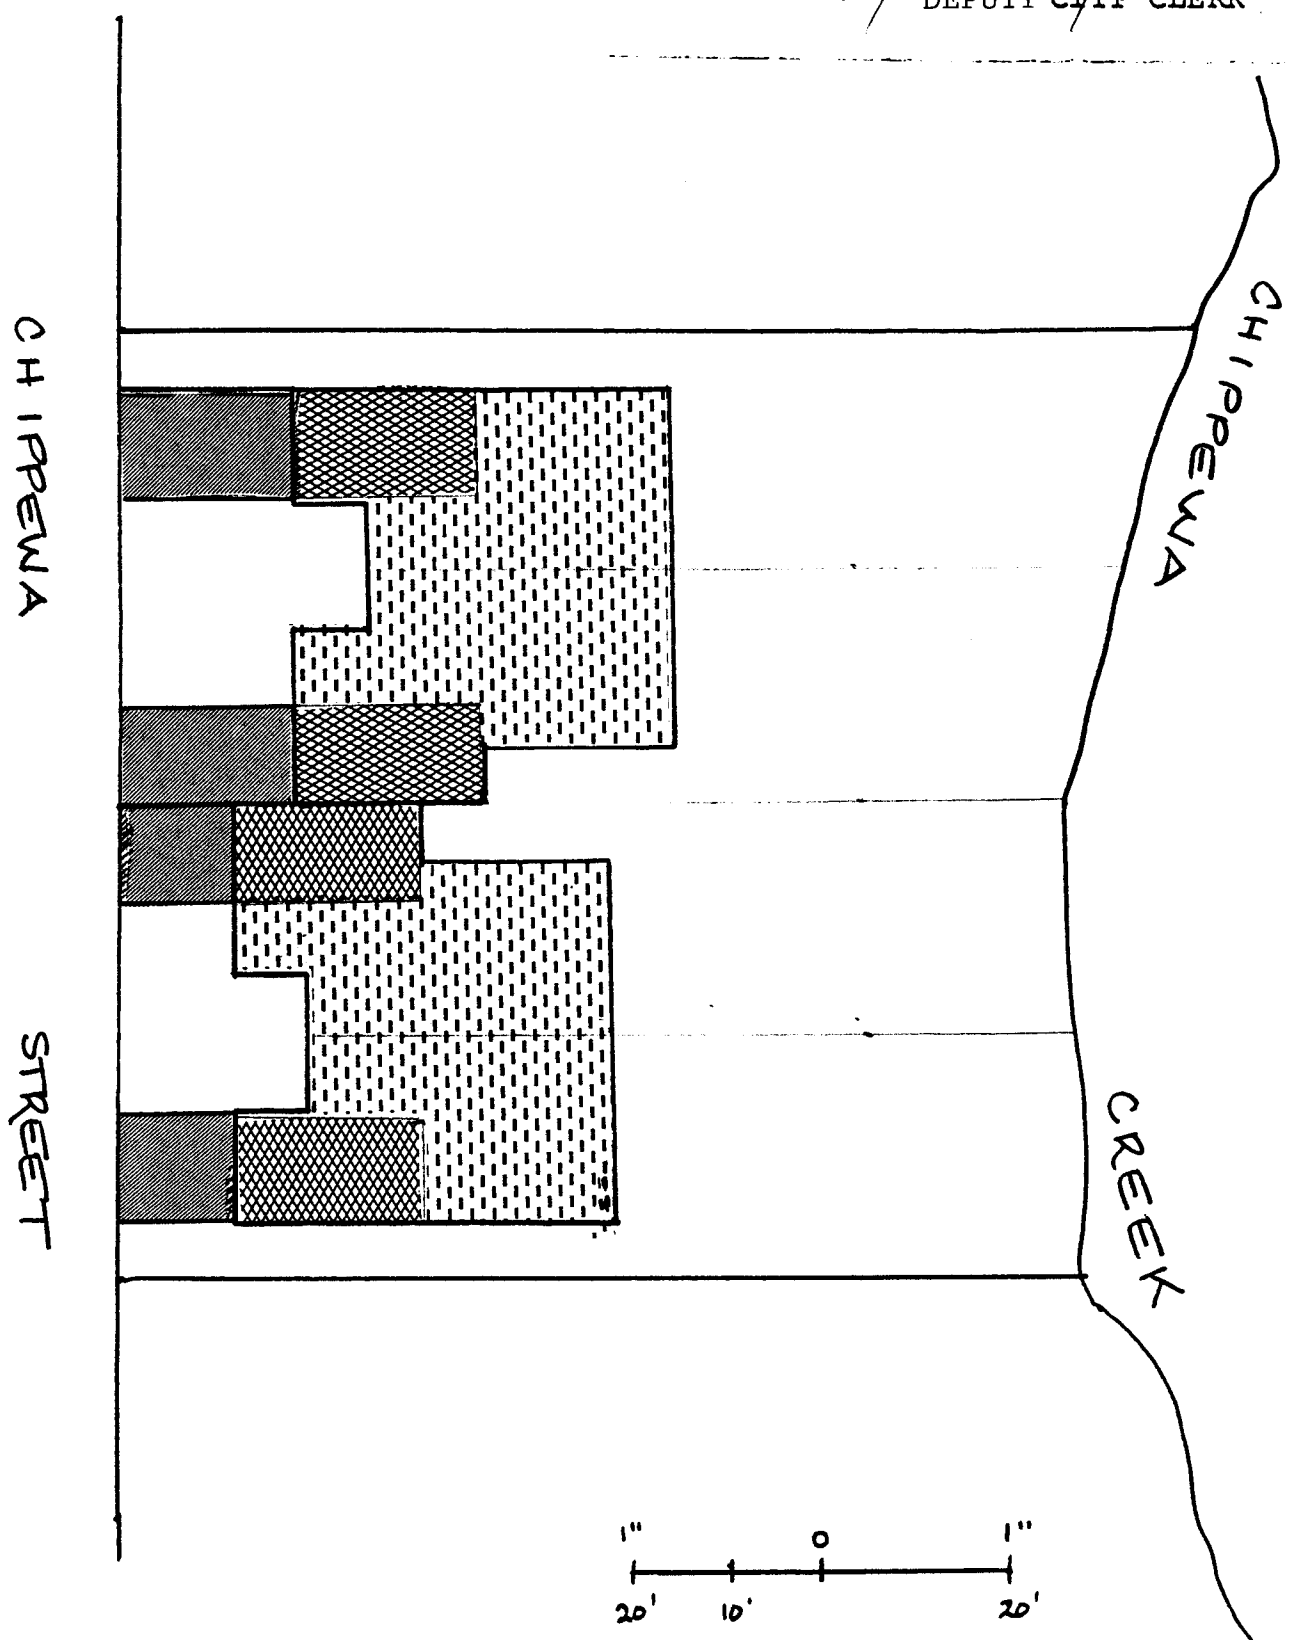 DEPUTY CITY CLERK
CHIPPEWA
CREEK
CHIPPEWA
STREET
1" 0 1"
20' 10' 20'